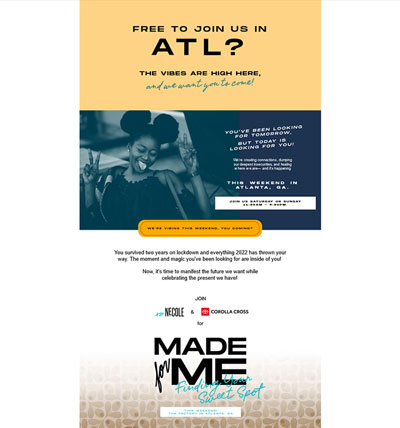 FREE TO JOIN US IN
ATL?
THE VIBES ARE HIGH HERE,
and we want you to come!
YOU'VE BEEN LOOKING
FOR TOMORROW,
BUT TODAY IS
LOOKING FOR YOU!
We're creating connections, dumping
our deepest insecurities, and healing
where we are— and it's happening
THIS WEEKEND IN
ATLANTA, GA.
JOIN US SATURDAY OR SUNDAY
WE'RE VIBING THIS WEEKEND, YOU COMING?
You survived two years on lockdown and everything 2022 has thrown your
way. The moment and magic you've been looking for are inside of you!
Now, it's time to manifest the future we want while
celebrating the present we have!
JOIN
NECOLE & COROLLA CROSS
for
MADE
for ME
Finding Your
Sweet Spot
THIS WEEKEND!
THE FACTORY IN ATLANTA, GA.